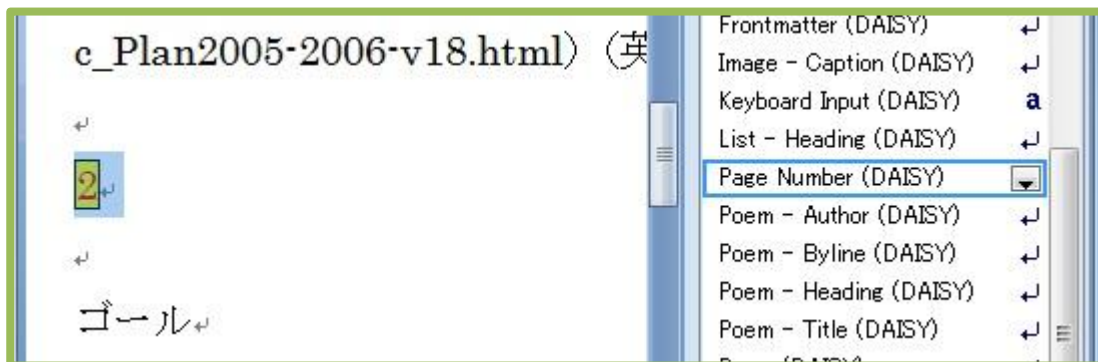 c_Plan2005-2006-v18.html）（英
2
ゴール
Frontmatter (DAISY)
Image - Caption (DAISY)
Keyboard Input (DAISY) a
List - Heading (DAISY)
Page Number (DAISY)
Poem - Author (DAISY)
Poem - Byline (DAISY)
Poem - Heading (DAISY)
Poem - Title (DAISY)